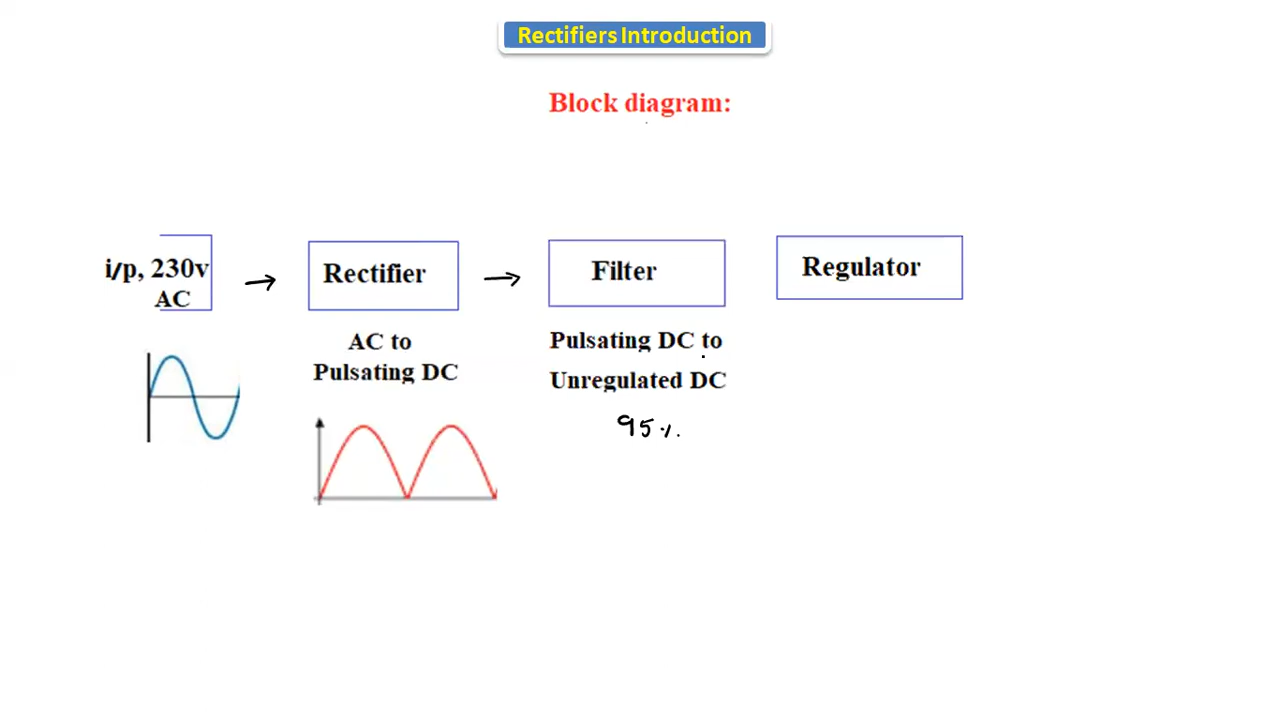 Rectifiers Introduction
Block diagram:
i/p, 230v
AC
Rectifier
Filter
Regulator
AC to
Pulsating DC
Pulsating DC to
Unregulated DC
95 %